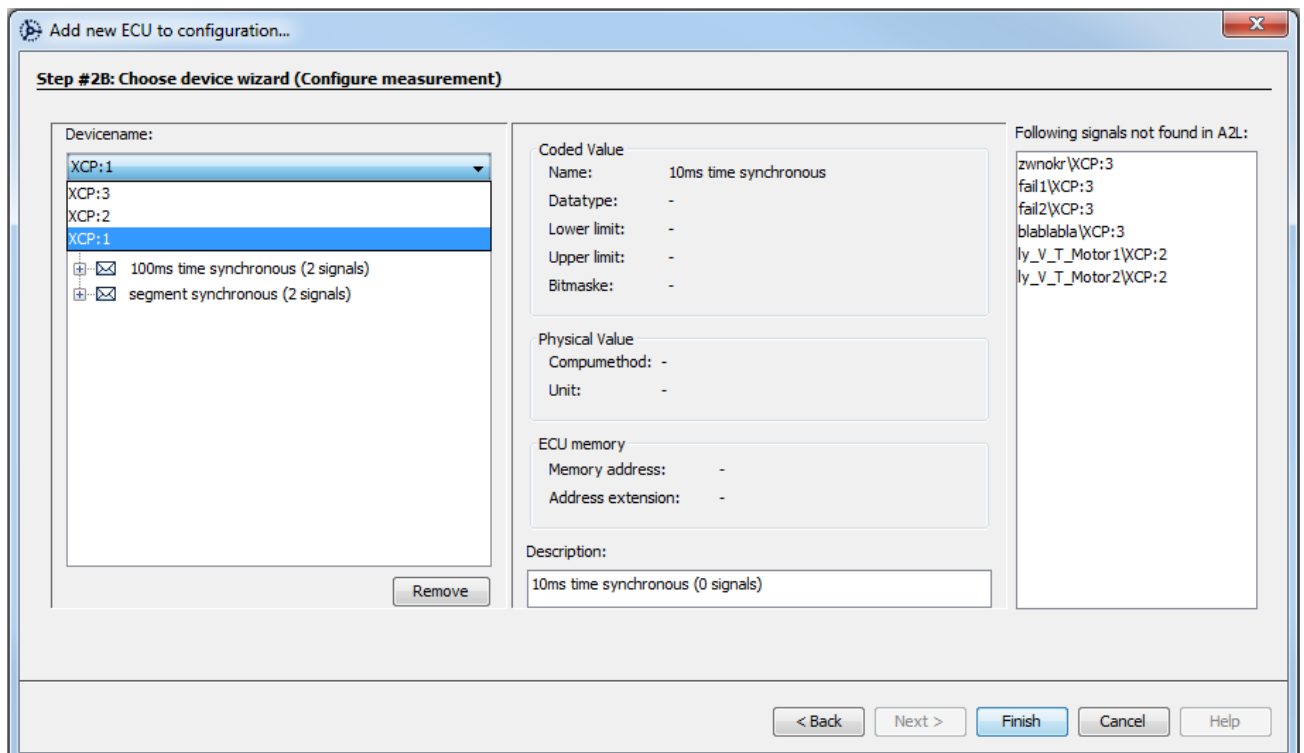 Add new ECU to configuration...
Step #2B: Choose device wizard (Configure measurement)
Devicename:
XCP:1
XCP:3
XCP:2
XCP:1
100ms time synchronous (2 signals)
segment synchronous (2 signals)
Remove
Coded Value
Name: 10ms time synchronous
Datatype: -
Lower limit: -
Upper limit: -
Bitmaske: -
Physical Value
Compumethod: -
Unit: -
ECU memory
Memory address: -
Address extension: -
Description:
10ms time synchronous (0 signals)
Following signals not found in A2L:
zwnokr\XCP:3
fail1\XCP:3
fail2\XCP:3
blablabla\XCP:3
ly_V_T_Motor1\XCP:2
ly_V_T_Motor2\XCP:2
< Back Next > Finish Cancel Help